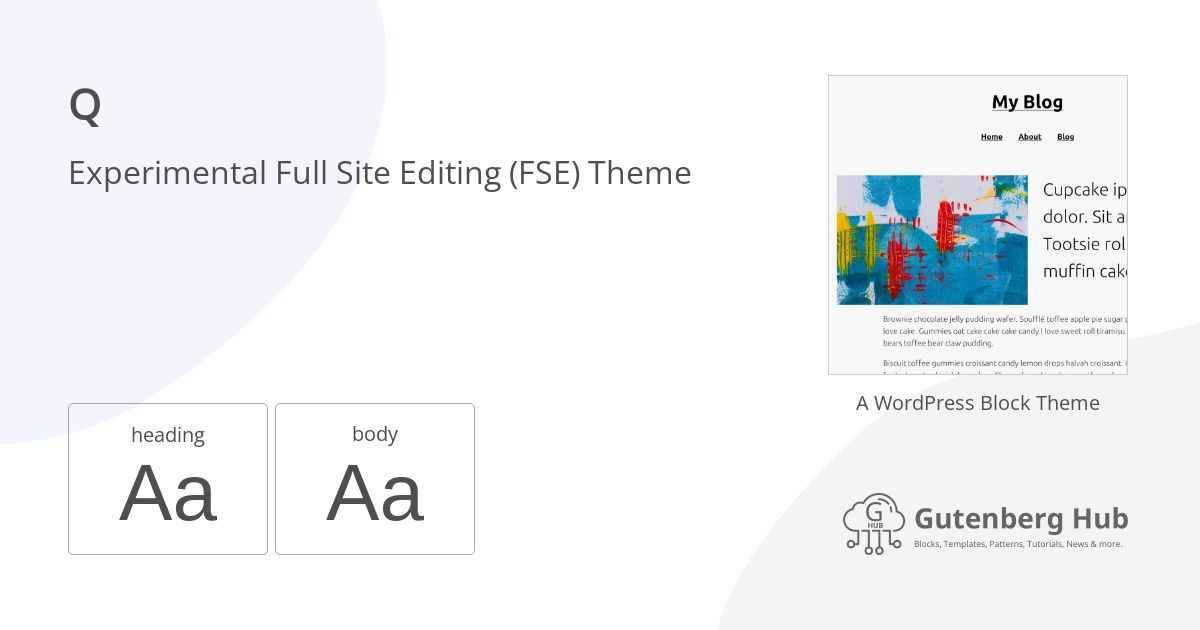 Q
Experimental Full Site Editing (FSE) Theme
heading
Aa
body
Aa
My Blog
Home About Blog
Cupcake ip
dolor. Sit a
Tootsie rol
muffin cak
Brownie chocolate jelly pudding wafer. Soufflé toffee apple pie sugar
love cake. Gummies oat cake cake cake candy I love sweet roll tiramisu.
bears toffee bear claw pudding.
Biscuit toffee gummies croissant candy lemon drops halvah croissant.
A WordPress Block Theme
G
HUB
Gutenberg Hub
Blocks, Templates, Patterns, Tutorials, News & more.